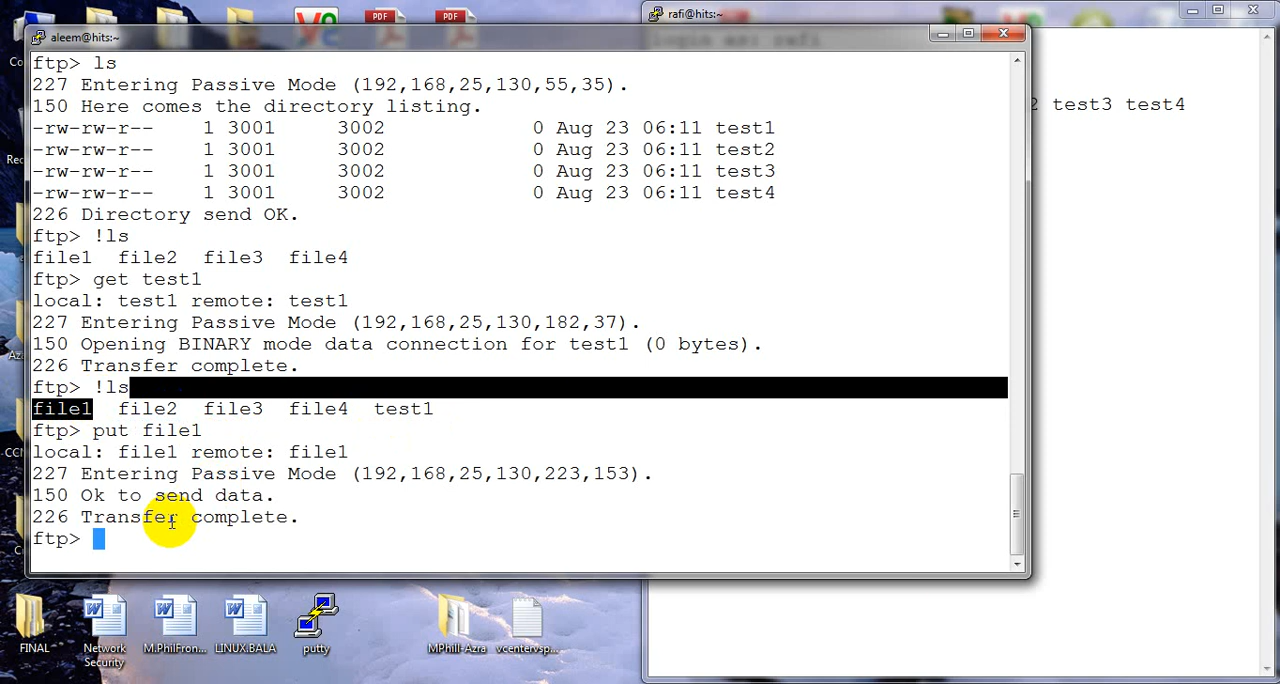 PDF
PDF
rafi@hits:~
aleem@hits:~
login as: rafi
ftp> ls
227 Entering Passive Mode (192,168,25,130,55,35).
150 Here comes the directory listing.
2 test3 test4
-rw-rw-r-- 1 3001 3002 0 Aug 23 06:11 test1
-rw-rw-r-- 1 3001 3002 0 Aug 23 06:11 test2
-rw-rw-r-- 1 3001 3002 0 Aug 23 06:11 test3
-rw-rw-r-- 1 3001 3002 0 Aug 23 06:11 test4
226 Directory send OK.
ftp> !ls
file1 file2 file3 file4
ftp> get test1
local: test1 remote: test1
227 Entering Passive Mode (192,168,25,130,182,37).
150 Opening BINARY mode data connection for test1 (0 bytes).
226 Transfer complete.
ftp> !ls
file1 file2 file3 file4 test1
ftp> put file1
local: file1 remote: file1
227 Entering Passive Mode (192,168,25,130,223,153).
150 Ok to send data.
226 Transfer complete.
ftp>
FINAL
Network Security
M.PhilFron...
LINUX.BALA
putty
MPhill-Azra
vcentervsp...